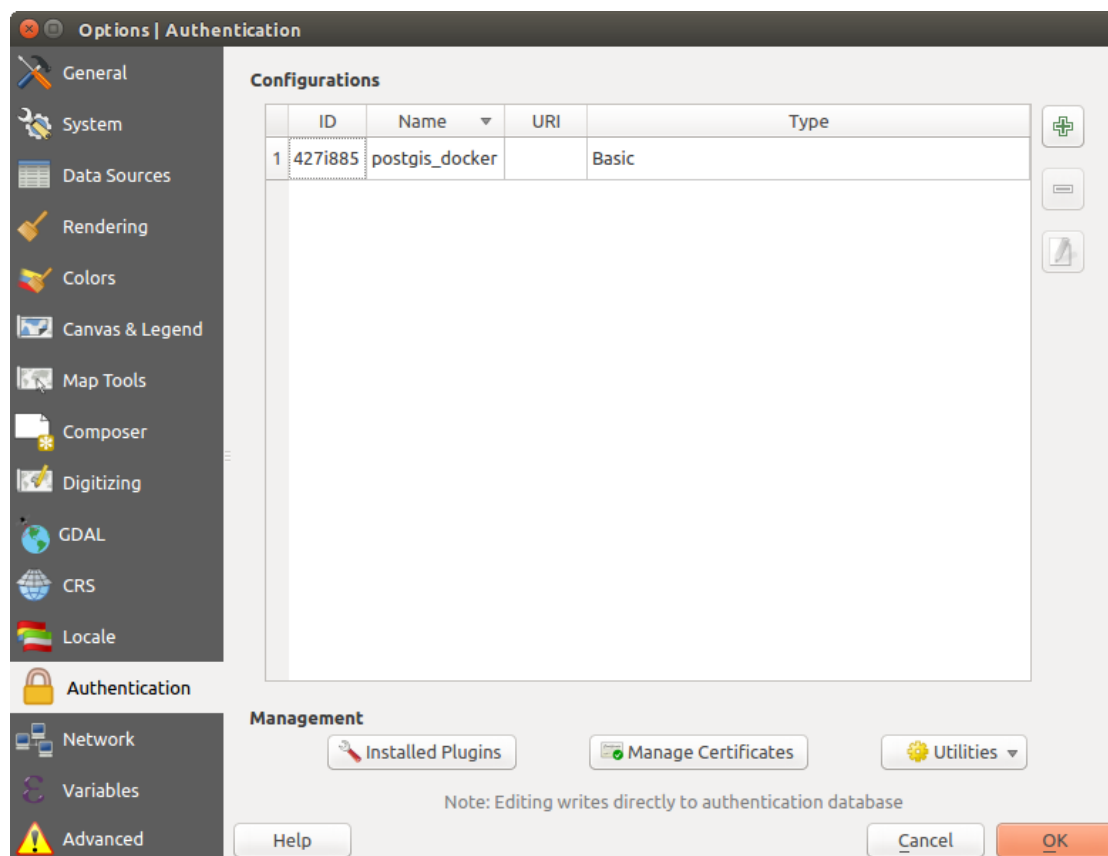 Options | Authentication
General
System
Data Sources
Rendering
Colors
Canvas & Legend
Map Tools
Composer
Digitizing
GDAL
CRS
Locale
Authentication
Network
Variables
Advanced
Configurations
ID Name URI Type
1 427i885 postgis_docker Basic
Management
Installed Plugins Manage Certificates Utilities
Note: Editing writes directly to authentication database
Help Cancel OK